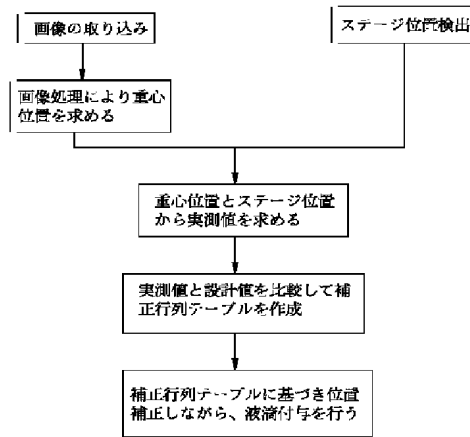 画像の取り込み
ステージ位置検出
画像処理により重心
位置を求める
重心位置とステージ位置
から実測値を求める
実測値と設計値を比較して補
正行列テーブルを作成
補正行列テーブルに基づき位置
補正しながら、液滴付与を行う